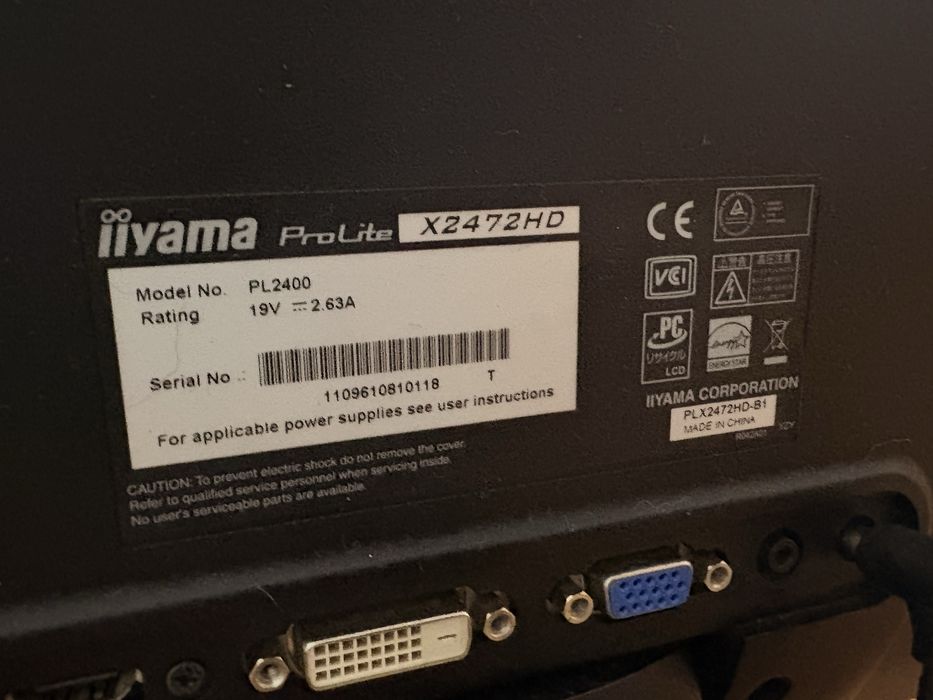 iiyama ProLite X2472HD
Model No. PL2400
Rating 19V ⎓ 2.63A
Serial No.:
1109610810118 T
For applicable power supplies see user instructions
CAUTION: To prevent electric shock do not remove the cover.
Refer to qualified service personnel when servicing inside.
No user's serviceable parts are available.
CE
VCCI
PC
リサイクル
LCD
ENERGY STAR
IIYAMA CORPORATION
PLX2472HD-B1
MADE IN CHINA